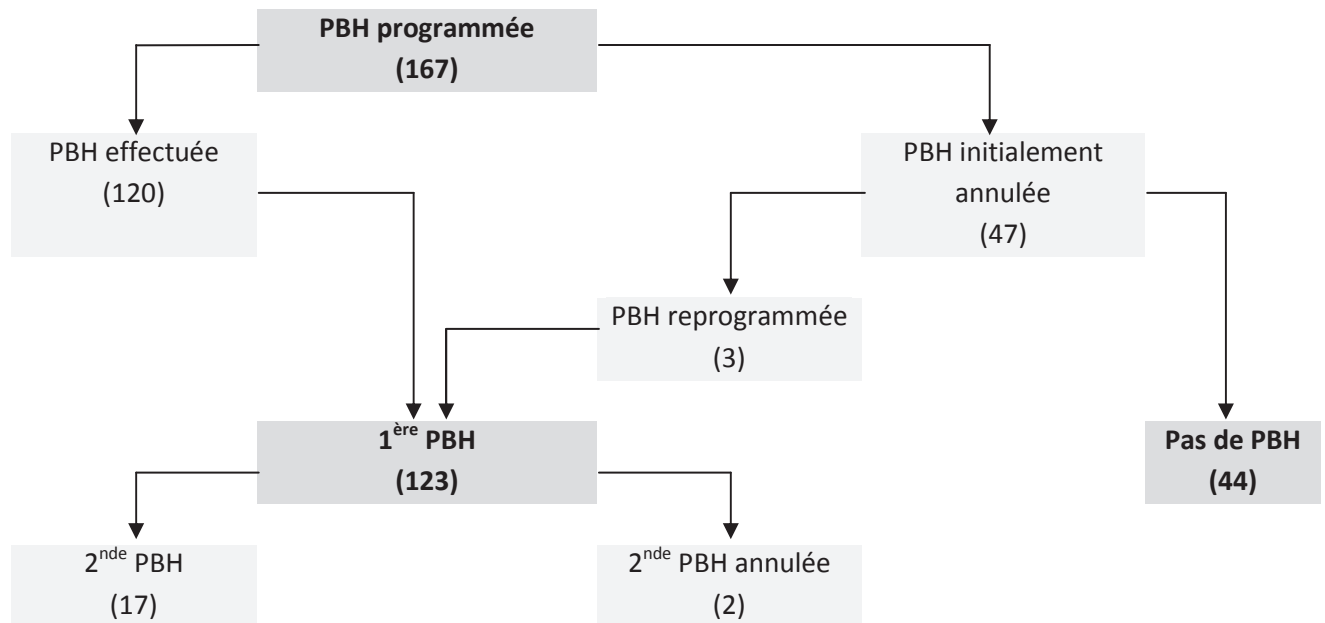 PBH programmée
(167)
PBH effectuée
(120)
PBH initialement
annulée
(47)
PBH reprogrammée
(3)
1ère PBH
(123)
Pas de PBH
(44)
2nde PBH
(17)
2nde PBH annulée
(2)